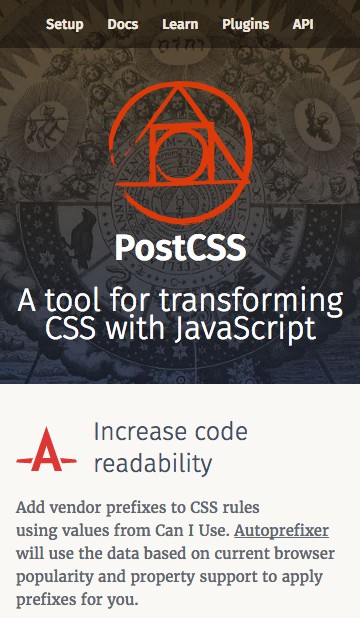 Setup Docs Learn Plugins API
PostCSS
A tool for transforming
CSS with JavaScript
Increase code
readability
Add vendor prefixes to CSS rules
using values from Can I Use. Autoprefixer
will use the data based on current browser
popularity and property support to apply
prefixes for you.